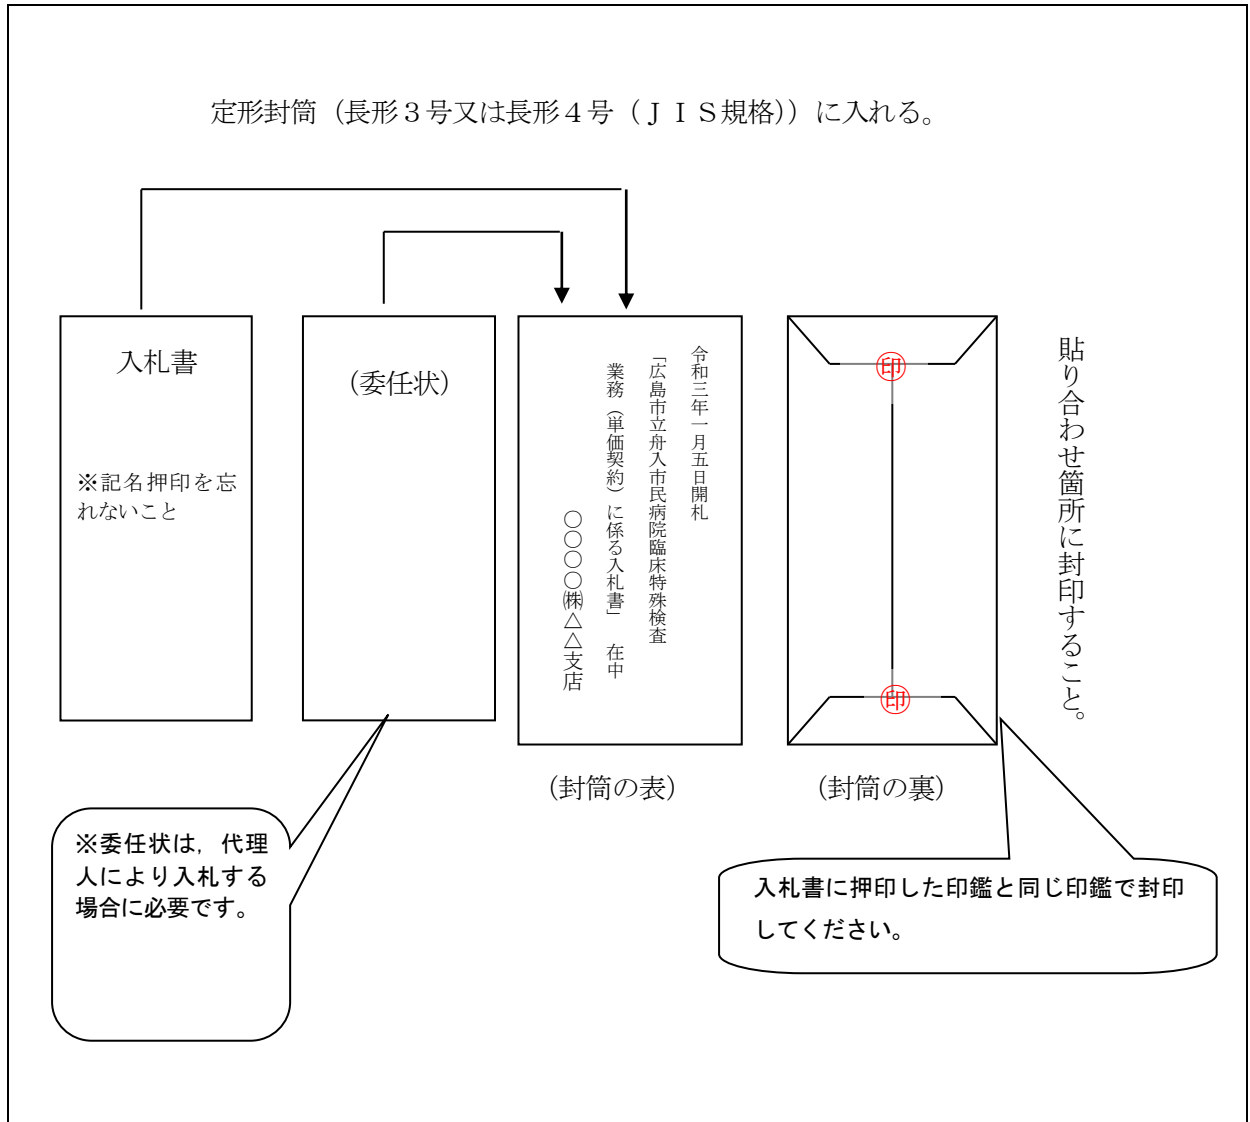 定形封筒（長形３号又は長形４号（ＪＩＳ規格））に入れる。
入札書
※記名押印を忘
れないこと
（委任状）
令和三年一月五日開札
「広島市立舟入市民病院臨床特殊検査
業務（単価契約）に係る入札書」　在中
〇〇〇〇㈱△△支店
印
印
貼り合わせ箇所に封印すること。
（封筒の表）
（封筒の裏）
※委任状は，代理
人により入札する
場合に必要です。
入札書に押印した印鑑と同じ印鑑で封印
してください。